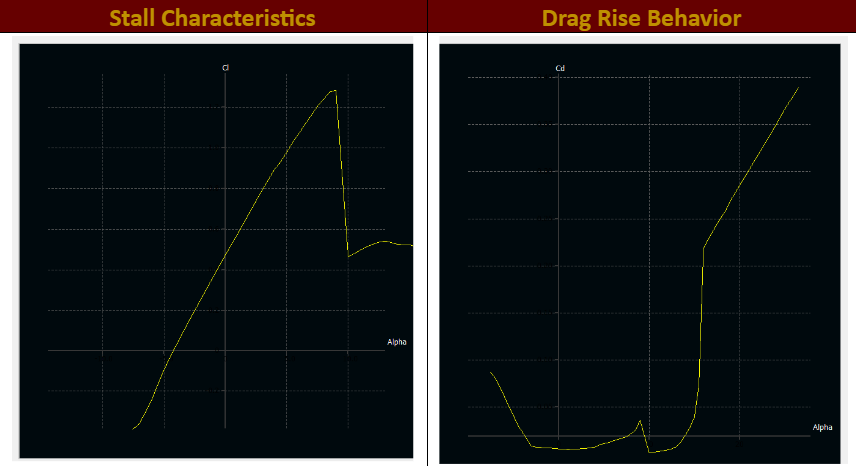 Stall Characteristics
Drag Rise Behavior
Cl
Alpha
Cd
Alpha